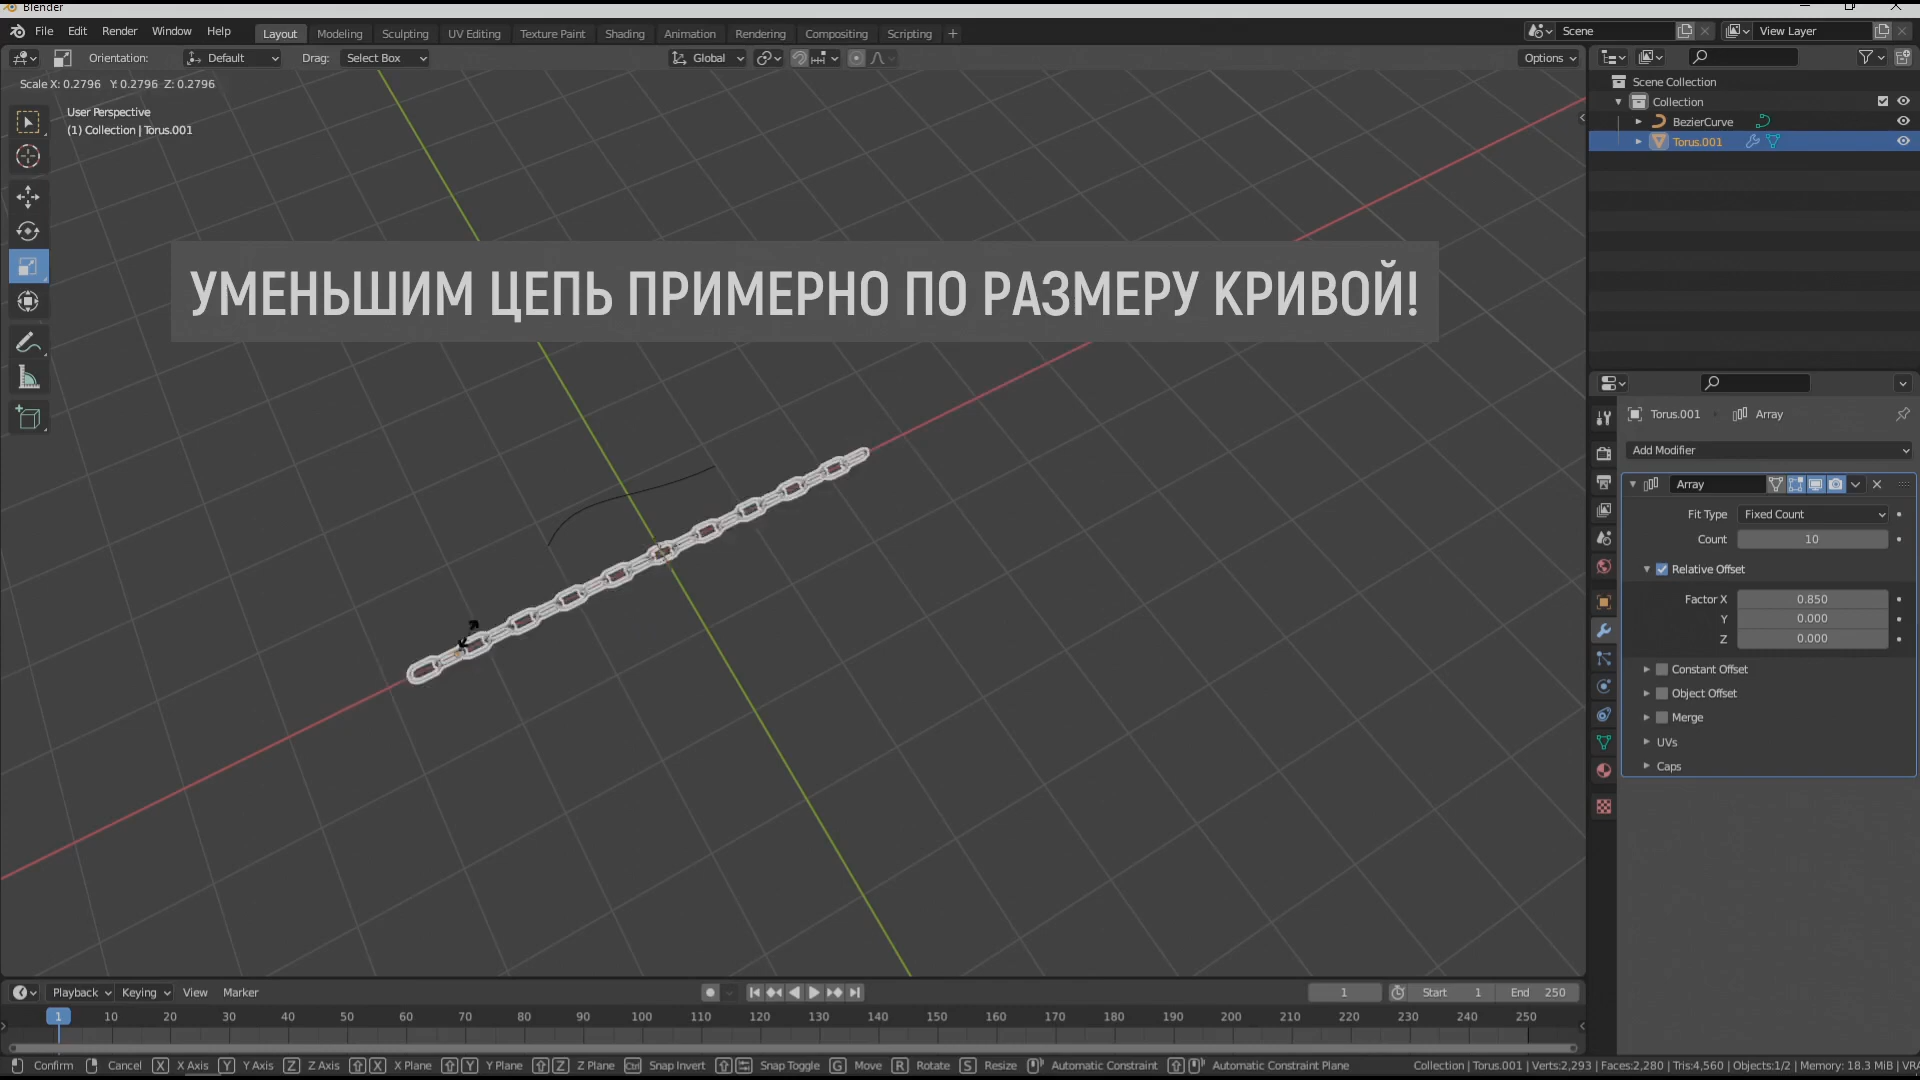 Blender
File Edit Render Window Help
Layout Modeling Sculpting UV Editing Texture Paint Shading Animation Rendering Compositing Scripting +
Scene
View Layer
Orientation: Default Drag: Select Box
Global
Options
Scale X: 0.2796 Y: 0.2796 Z: 0.2796
User Perspective
(1) Collection | Torus.001
УМЕНЬШИМ ЦЕПЬ ПРИМЕРНО ПО РАЗМЕРУ КРИВОЙ!
Scene Collection
Collection
BezierCurve
Torus.001
Torus.001 Array
Add Modifier
Array
Fit Type Fixed Count
Count 10
Relative Offset
Factor X 0.850
Y 0.000
Z 0.000
Constant Offset
Object Offset
Merge
UVs
Caps
Playback Keying View Marker
1 Start 1 End 250
1 10 20 30 40 50 60 70 80 90 100 110 120 130 140 150 160 170 180 190 200 210 220 230 240 250
Confirm Cancel X X Axis Y Y Axis Z Z Axis X X Plane Y Y Plane Z Z Plane Ctrl Snap Invert Snap Toggle G Move R Rotate S Resize Automatic Constraint Automatic Constraint Plane Collection | Torus.001 | Verts:2,293 | Faces:2,280 | Tris:4,560 | Objects:1/2 | Memory: 18.3 MiB | VRA